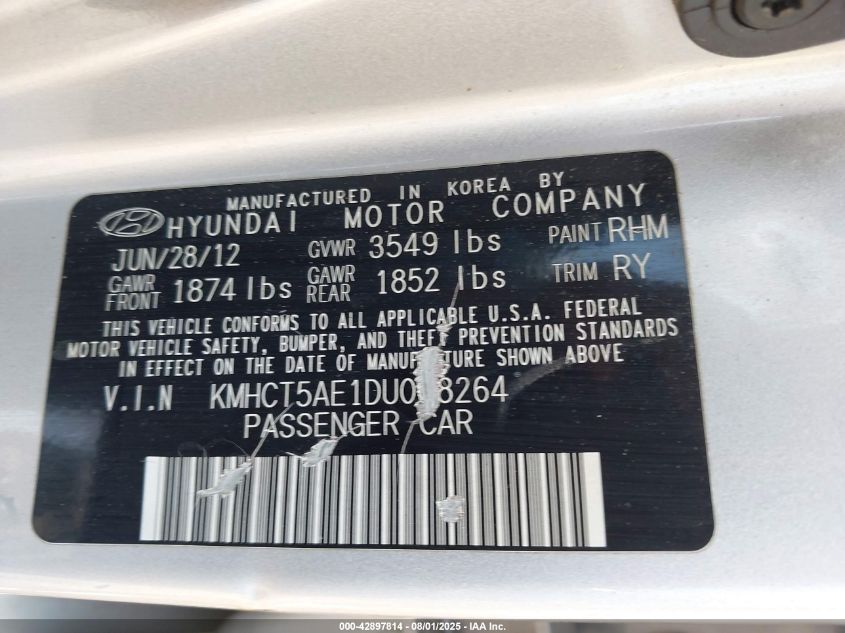 MANUFACTURED IN KOREA BY
HYUNDAI MOTOR COMPANY
JUN/28/12 GVWR 3549 lbs PAINT RHM
GAWR FRONT 1874 lbs GAWR REAR 1852 lbs TRIM RY
THIS VEHICLE CONFORMS TO ALL APPLICABLE U.S.A. FEDERAL
MOTOR VEHICLE SAFETY, BUMPER, AND THEFT PREVENTION STANDARDS
IN EFFECT ON THE DATE OF MANUFACTURE SHOWN ABOVE
V.I.N
PASSENGER CAR
000-42897814 - 08/01/2025 - IAA Inc.